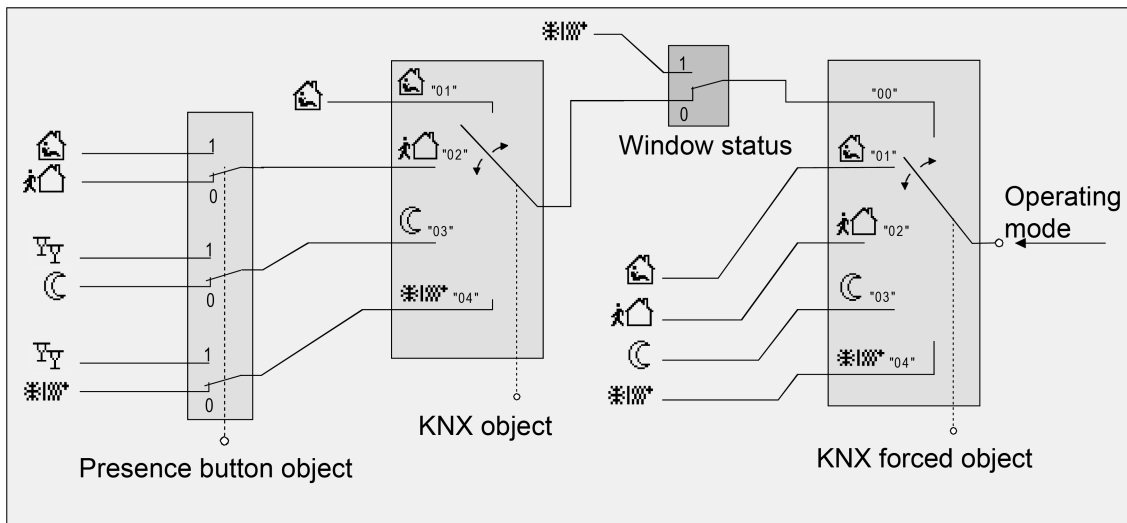 1
0
1
0
1
0
Presence button object
"01"
"02"
"03"
"04"
KNX object
1
0
Window status
"00"
"01"
"02"
"03"
"04"
KNX forced object
Operating
mode